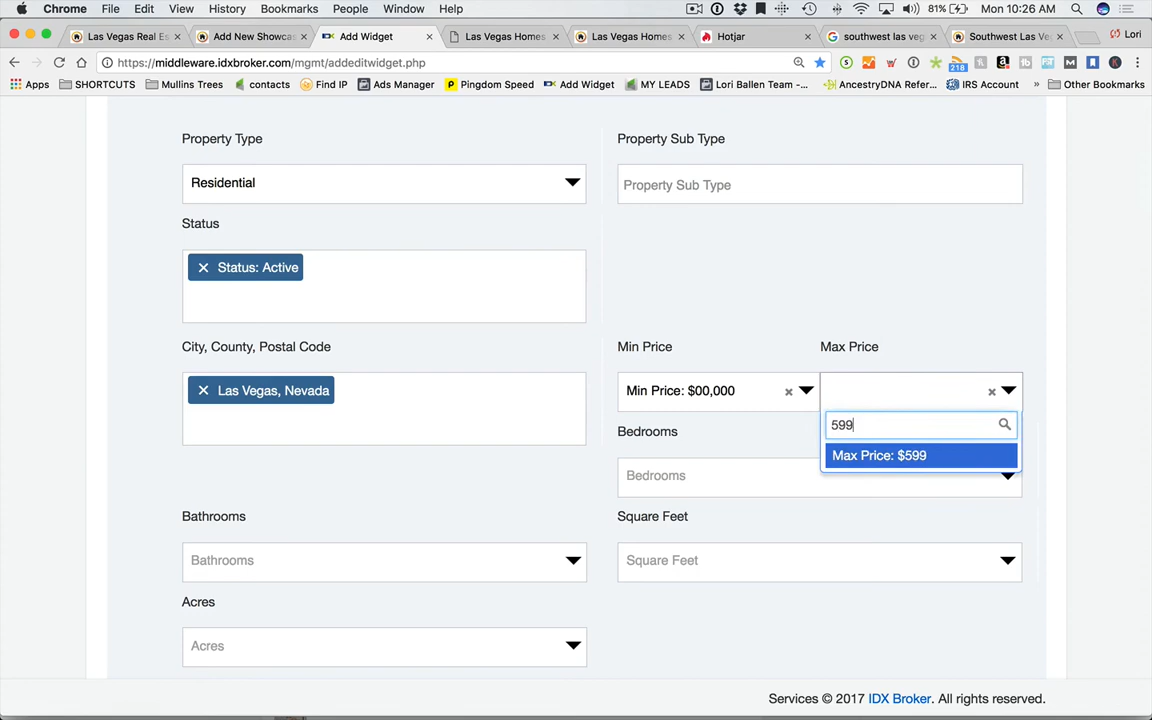 Chrome File Edit View History Bookmarks People Window Help 81% Mon 10:26 AM
Las Vegas Real Es Add New Showcas Add Widget Las Vegas Homes Las Vegas Homes Hotjar southwest las veg Southwest Las Ve Lori
https://middleware.idxbroker.com/mgmt/addeditwidget.php 218
Apps SHORTCUTS Mullins Trees contacts Find IP Ads Manager Pingdom Speed Add Widget MY LEADS Lori Ballen Team -... AncestryDNA Refer... IRS Account » Other Bookmarks
Property Type Property Sub Type
Residential Property Sub Type
Status
× Status: Active
City, County, Postal Code Min Price Max Price
× Las Vegas, Nevada Min Price: $00,000 × ×
599
Bedrooms
Max Price: $599
Bedrooms
Bathrooms Square Feet
Bathrooms Square Feet
Acres
Acres
Services © 2017 IDX Broker. All rights reserved.